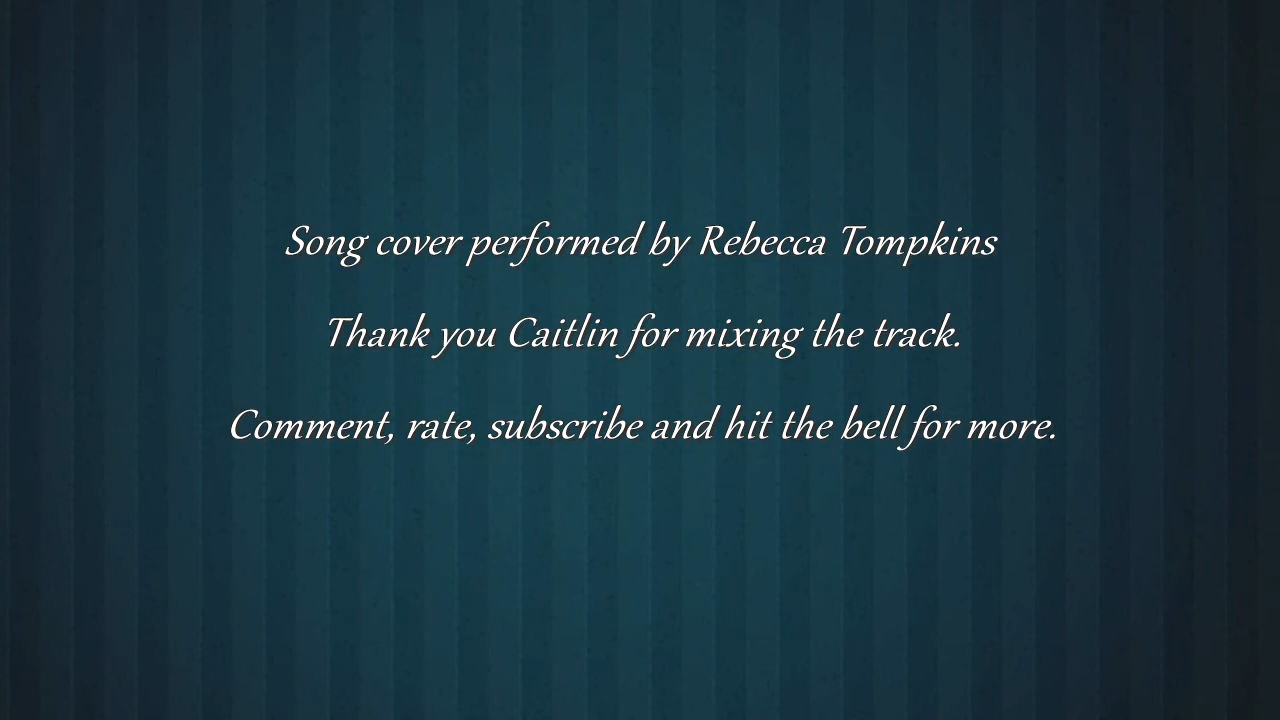 Song cover performed by Rebecca Tompkins
Thank you Caitlin for mixing the track.
Comment, rate, subscribe and hit the bell for more.